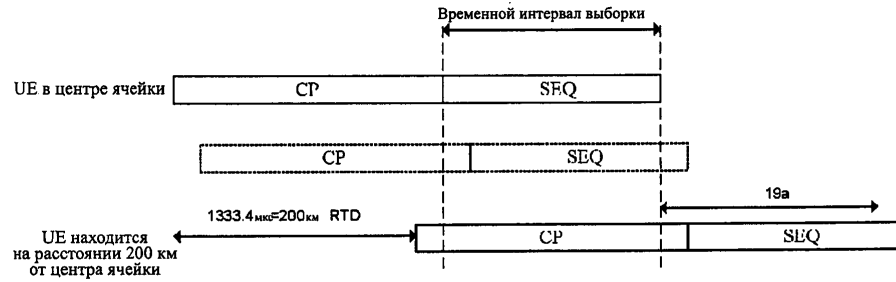 Временной интервал выборки
UE в центре ячейки
CP
SEQ
CP
SEQ
19a
1333.4мкс=200км RTD
UE находится
на расстоянии 200 км
от центра ячейки
CP
SEQ